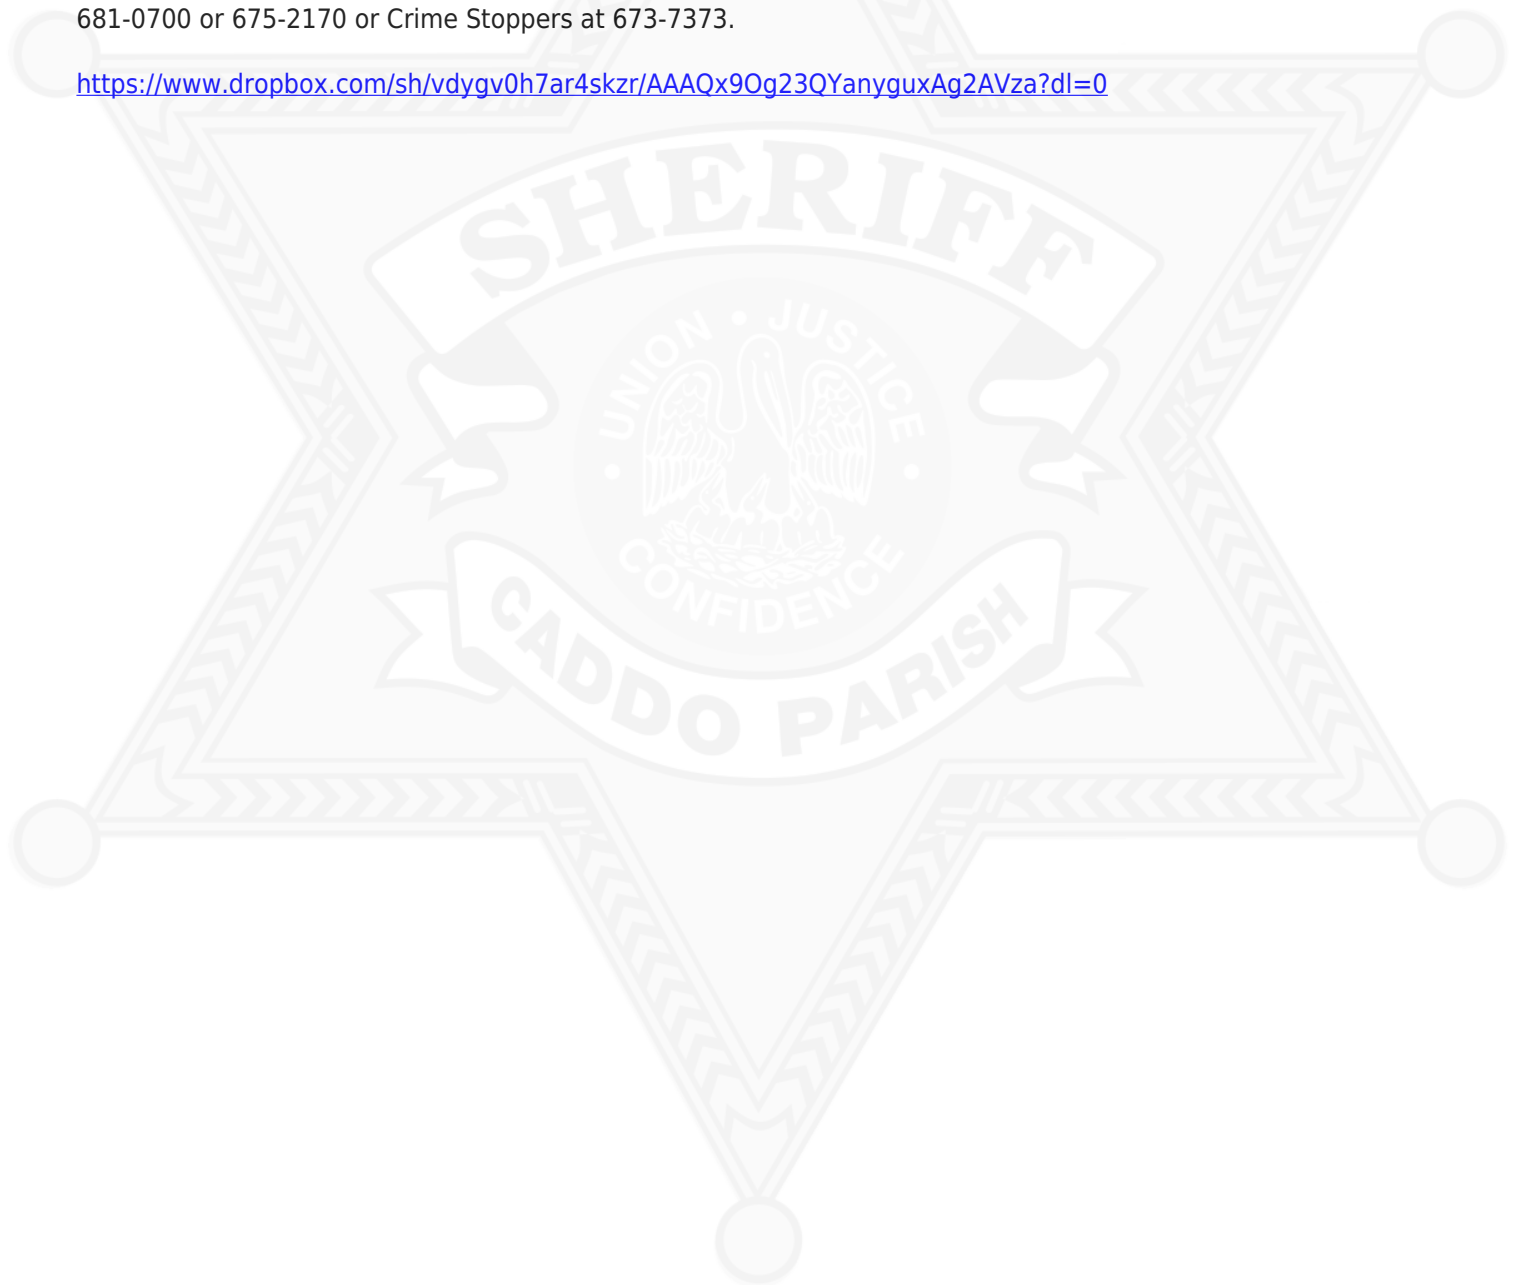 681-0700 or 675-2170 or Crime Stoppers at 673-7373.
https://www.dropbox.com/sh/vdygv0h7ar4skzr/AAAQx9Og23QYanyguxAg2AVza?dl=0
SHERIFF
UNION • JUSTICE
• CONFIDENCE •
CADDO PARISH